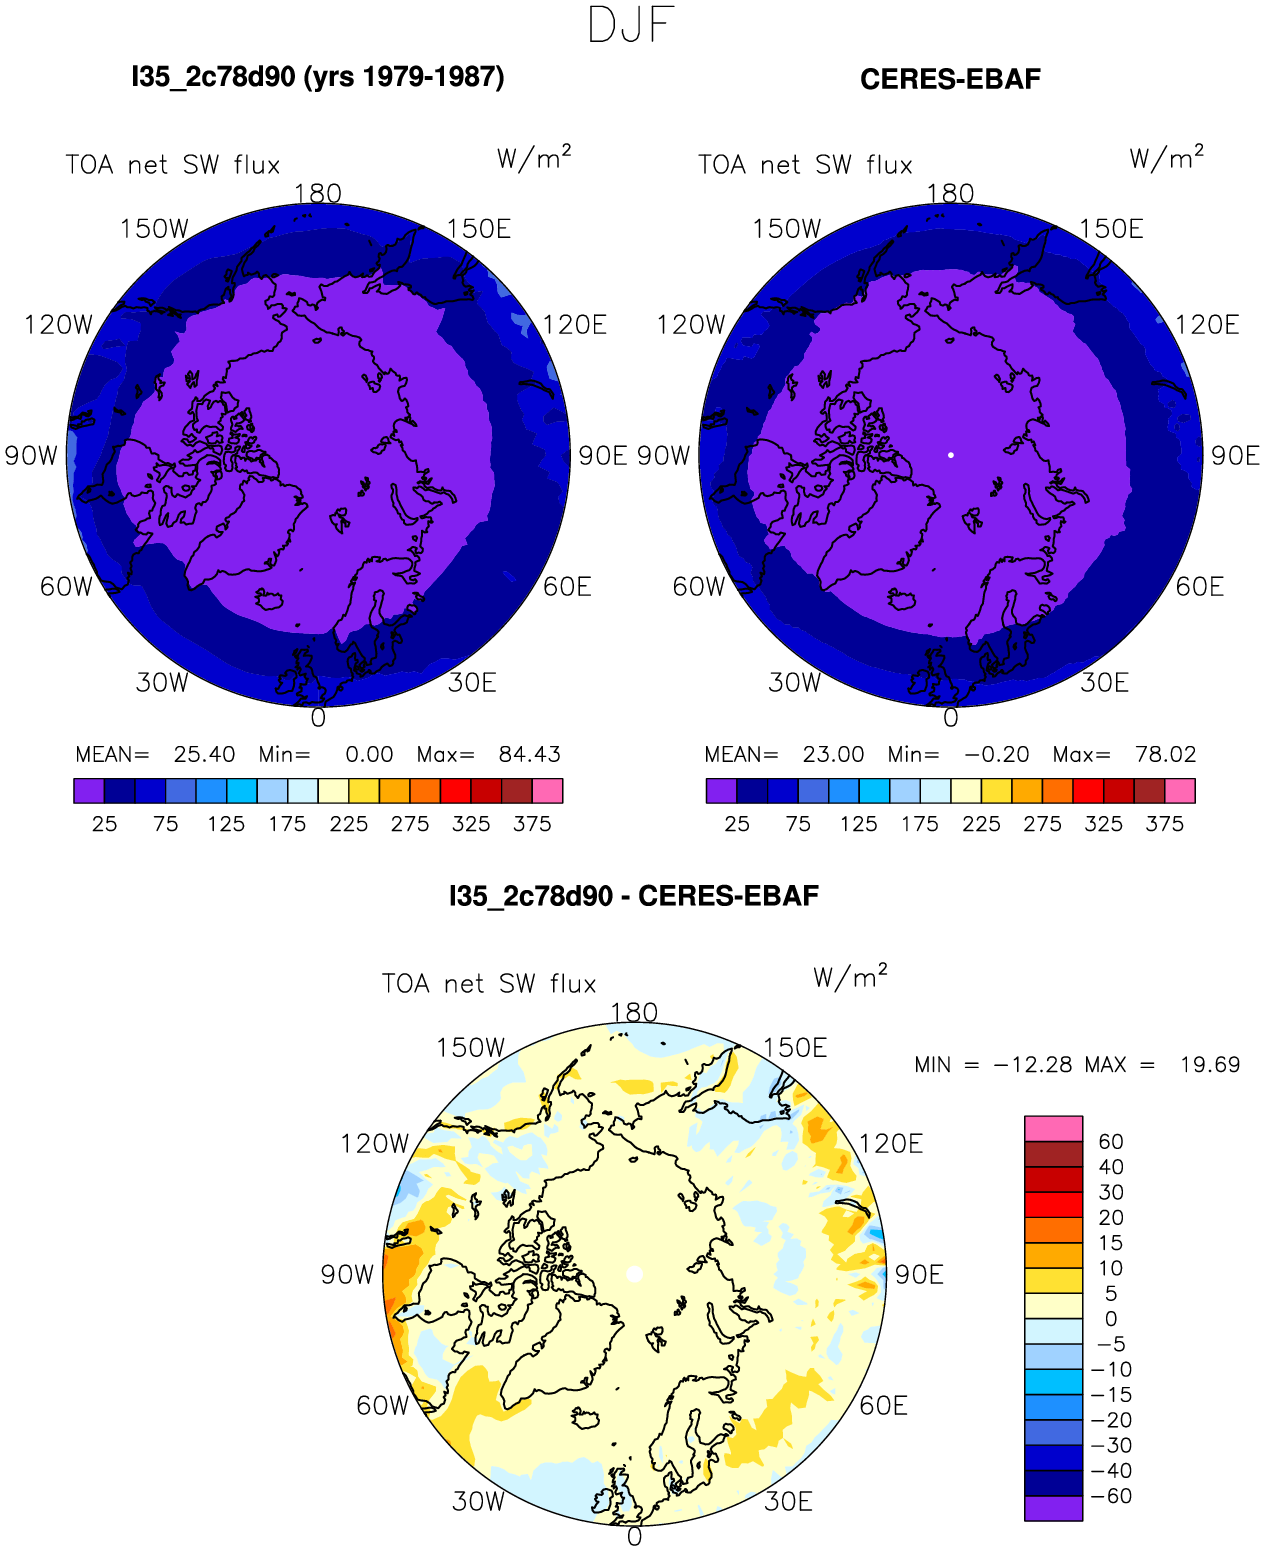 DJF
I35_2c78d90 (yrs 1979-1987)
CERES-EBAF
TOA net SW flux W/m2
180
150W 150E
120W 120E
90W 90E
60W 60E
30W 30E
0
MEAN= 25.40 Min= 0.00 Max= 84.43
25 75 125 175 225 275 325 375
TOA net SW flux W/m2
180
150W 150E
120W 120E
90W 90E
60W 60E
30W 30E
0
MEAN= 23.00 Min= −0.20 Max= 78.02
25 75 125 175 225 275 325 375
I35_2c78d90 - CERES-EBAF
TOA net SW flux W/m2
180
150W 150E
120W 120E
90W 90E
60W 60E
30W 30E
0
MIN = −12.28 MAX = 19.69
60
40
30
20
15
10
5
0
−5
−10
−15
−20
−30
−40
−60